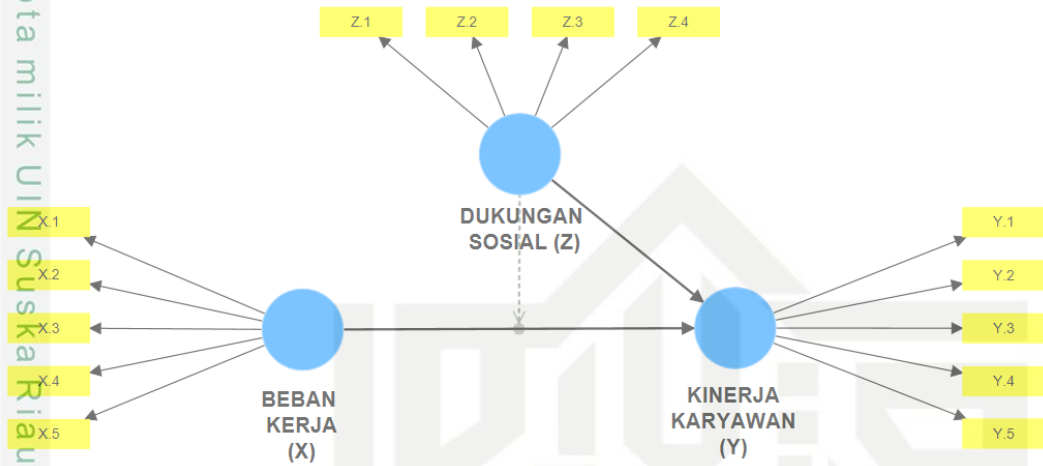 Z.1
Z.2
Z.3
Z.4
DUKUNGAN
SOSIAL (Z)
X.1
X.2
X.3
X.4
X.5
BEBAN
KERJA
(X)
KINERJA
KARYAWAN
(Y)
Y.1
Y.2
Y.3
Y.4
Y.5
ota milik UIN Suska Riau